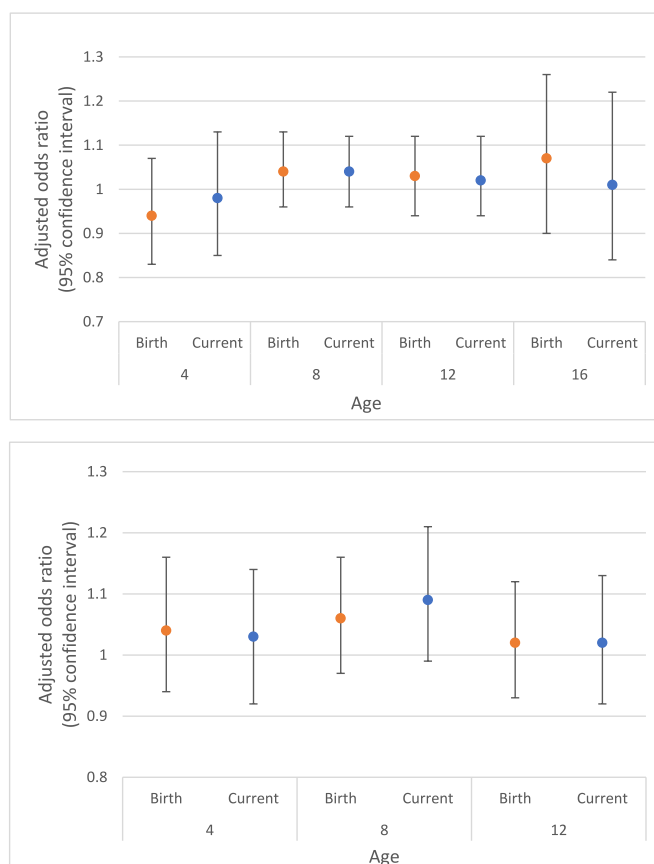 1.3
1.2
1.1
1
0.9
0.8
0.7
Adjusted odds ratio
(95% confidence interval)
Birth Current Birth Current Birth Current Birth Current
4 8 12 16
Age
1.3
1.2
1.1
1
0.9
0.8
Adjusted odds ratio
(95% confidence interval)
Birth Current Birth Current Birth Current
4 8 12
Age